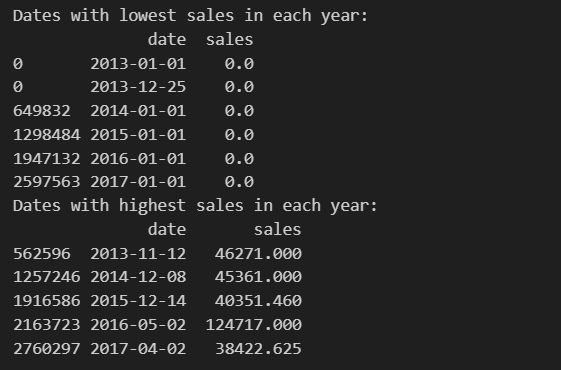 Dates with lowest sales in each year:
date sales
0 2013-01-01 0.0
0 2013-12-25 0.0
649832 2014-01-01 0.0
1298484 2015-01-01 0.0
1947132 2016-01-01 0.0
2597563 2017-01-01 0.0
Dates with highest sales in each year:
date sales
562596 2013-11-12 46271.000
1257246 2014-12-08 45361.000
1916586 2015-12-14 40351.460
2163723 2016-05-02 124717.000
2760297 2017-04-02 38422.625